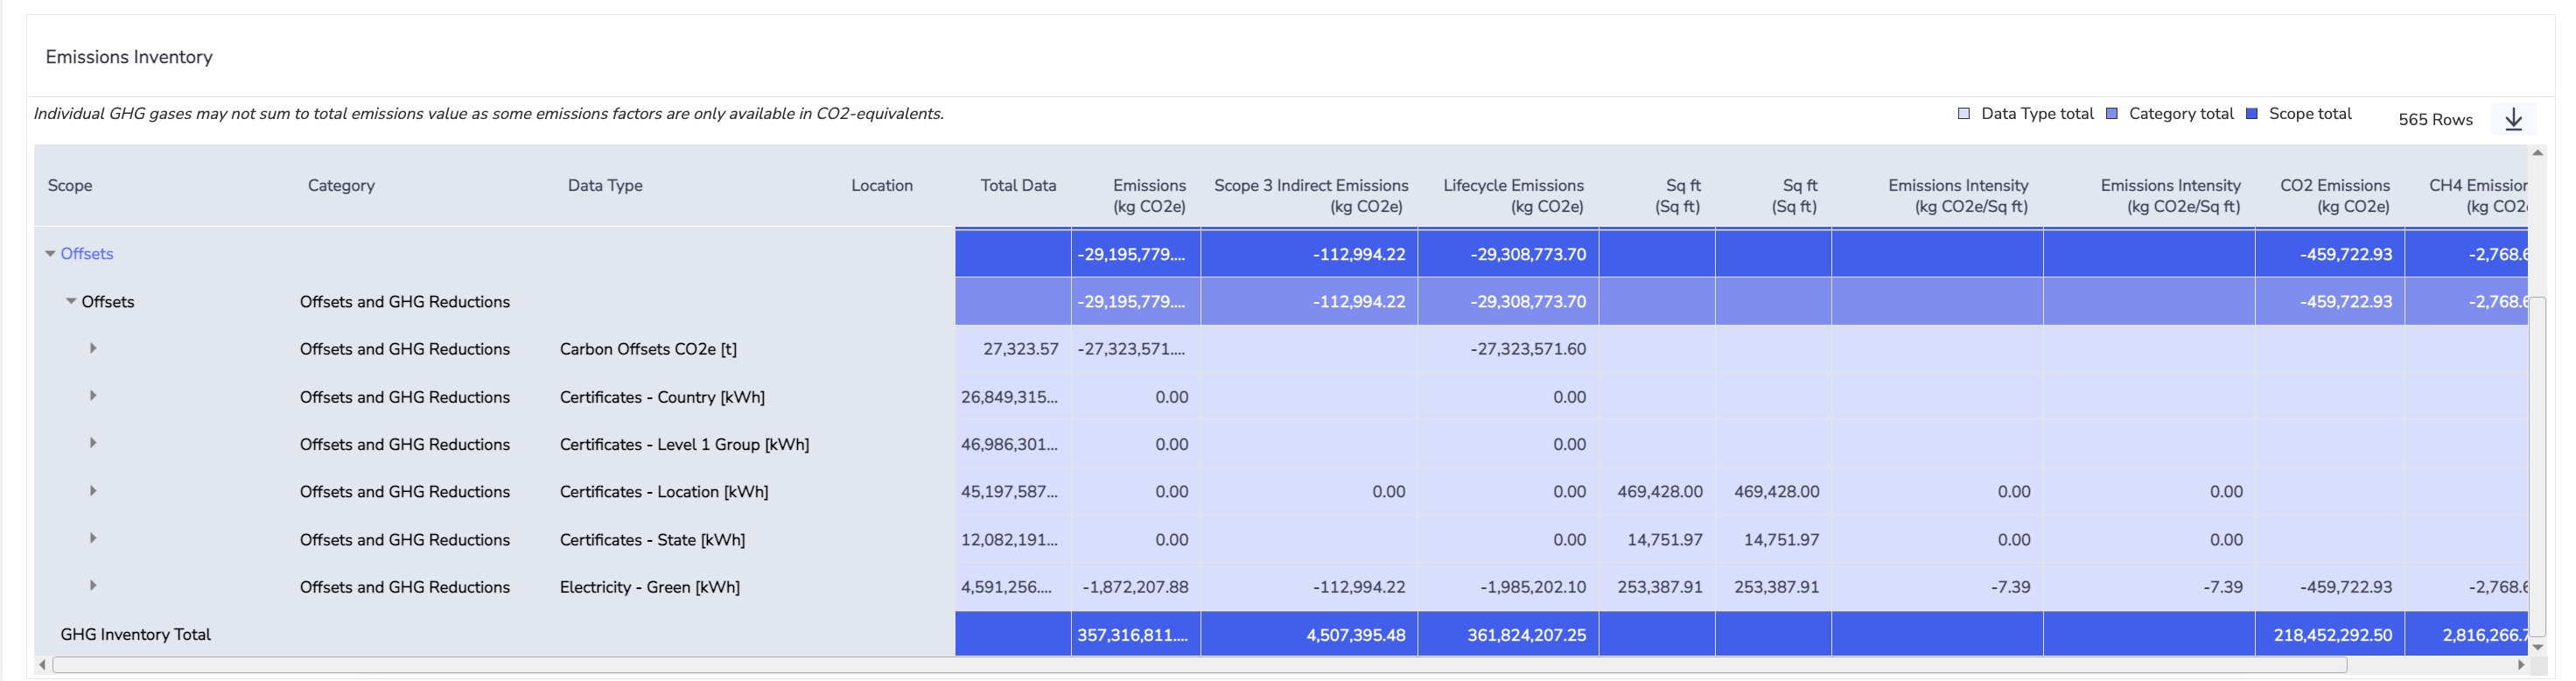 Emissions Inventory
Individual GHG gases may not sum to total emissions value as some emissions factors are only available in CO2-equivalents.
Data Type total Category total Scope total 565 Rows
Scope Category Data Type Location Total Data Emissions Scope 3 Indirect Emissions Lifecycle Emissions Sq ft Sq ft Emissions Intensity Emissions Intensity CO2 Emissions CH4 Emission
(kg CO2e) (kg CO2e) (kg CO2e) (Sq ft) (Sq ft) (kg CO2e/Sq ft) (kg CO2e/Sq ft) (kg CO2e) (kg CO2e
Offsets -29,195,779.... -112,994.22 -29,308,773.70 -459,722.93 -2,768.6
Offsets Offsets and GHG Reductions -29,195,779.... -112,994.22 -29,308,773.70 -459,722.93 -2,768.6
Offsets and GHG Reductions Carbon Offsets CO2e [t] 27,323.57 -27,323,571.... -27,323,571.60
Offsets and GHG Reductions Certificates - Country [kWh] 26,849,315... 0.00 0.00
Offsets and GHG Reductions Certificates - Level 1 Group [kWh] 46,986,301... 0.00 0.00
Offsets and GHG Reductions Certificates - Location [kWh] 45,197,587... 0.00 0.00 0.00 469,428.00 469,428.00 0.00 0.00
Offsets and GHG Reductions Certificates - State [kWh] 12,082,191... 0.00 0.00 14,751.97 14,751.97 0.00 0.00
Offsets and GHG Reductions Electricity - Green [kWh] 4,591,256.... -1,872,207.88 -112,994.22 -1,985,202.10 253,387.91 253,387.91 -7.39 -7.39 -459,722.93 -2,768.6
GHG Inventory Total 357,316,811.... 4,507,395.48 361,824,207.25 218,452,292.50 2,816,266.7